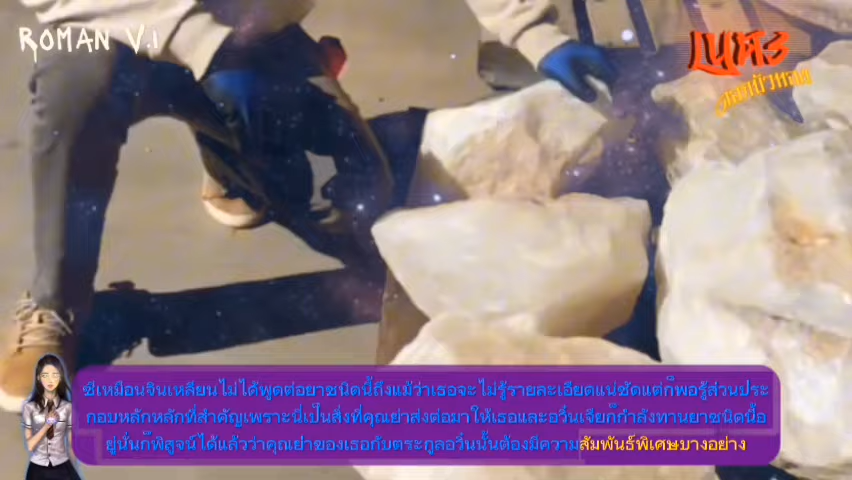 ROMAN V.1
เนตร
ซีเหมือนจินเหลียนไม่ได้พูดต่อยาชนิดนี้ถึงแม้ว่าเธอจะไม่รู้รายละเอียดแน่ชัดแต่ก็พอรู้ส่วนประ
กอบหลักหลักที่สำคัญเพราะนี่เป็นสิ่งที่คุณย่าส่งต่อมาให้เธอและอวิ๋นเจียก็กำลังทานยาชนิดนี้อ
ยู่นั่นก็พิสูจน์ได้แล้วว่าคุณย่าของเธอกับตระกูลอวิ๋นนั้นต้องมีความสัมพันธ์พิเศษบางอย่าง